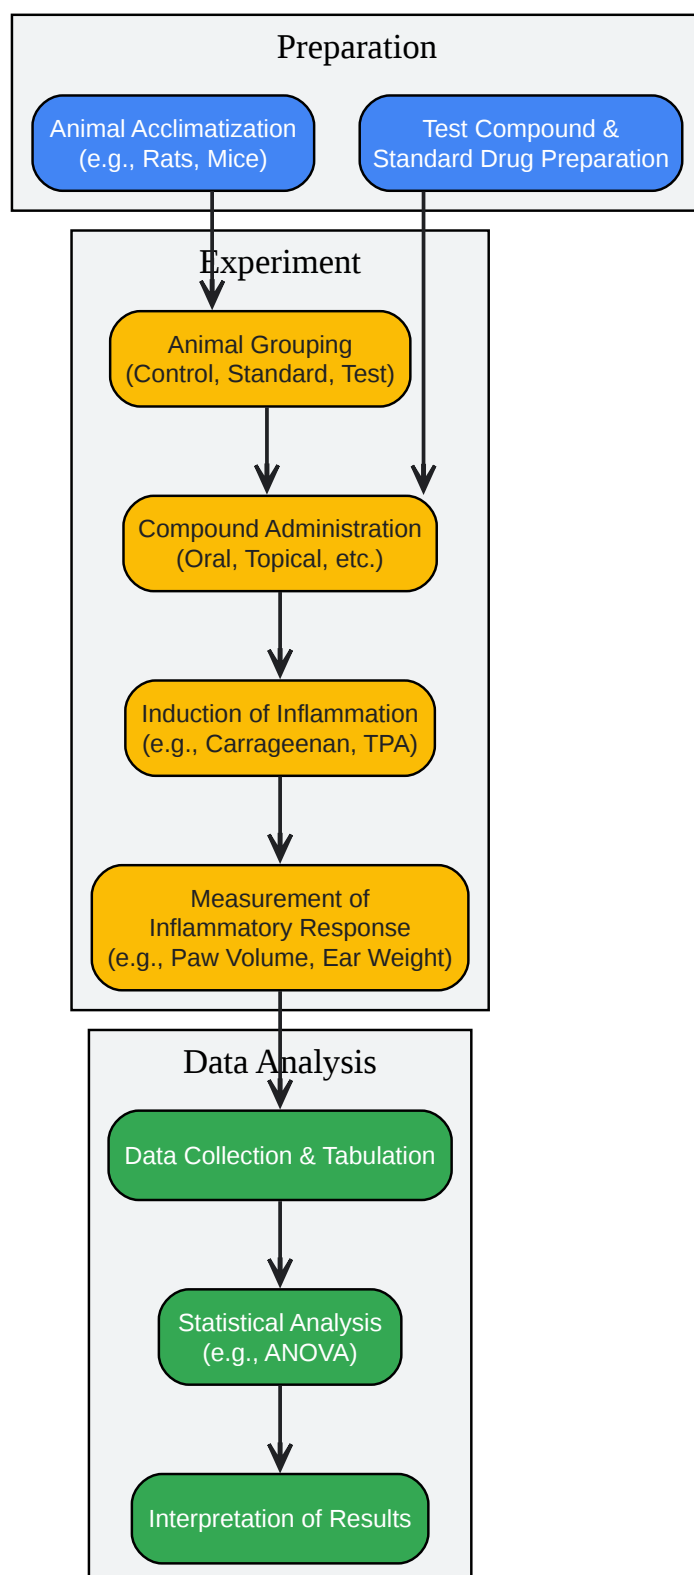 Preparation
Animal Acclimatization
(e.g., Rats, Mice)
Test Compound &
Standard Drug Preparation
Experiment
Animal Grouping
(Control, Standard, Test)
Compound Administration
(Oral, Topical, etc.)
Induction of Inflammation
(e.g., Carrageenan, TPA)
Measurement of
Inflammatory Response
(e.g., Paw Volume, Ear Weight)
Data Analysis
Data Collection & Tabulation
Statistical Analysis
(e.g., ANOVA)
Interpretation of Results